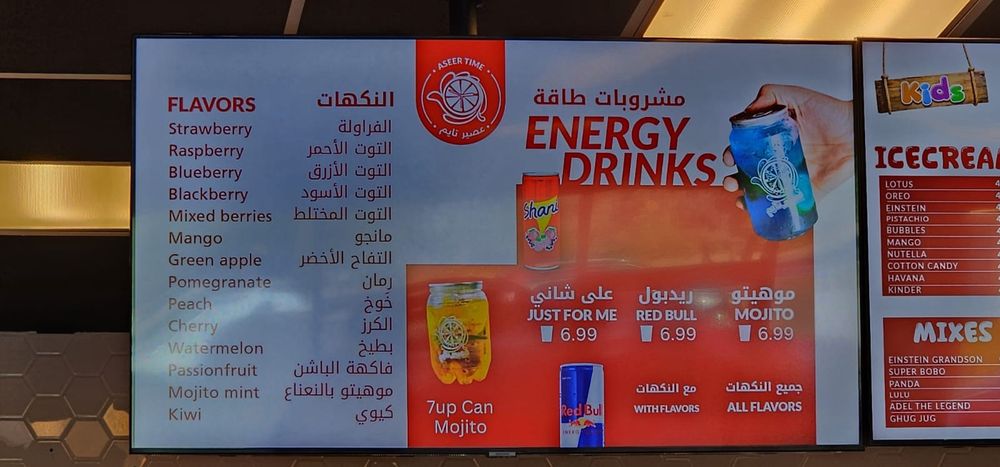 FLAVORS النكهات
Strawberry الفراولة
Raspberry التوت الأحمر
Blueberry التوت الأزرق
Blackberry التوت الأسود
Mixed berries التوت المختلط
Mango مانجو
Green apple التفاح الأخضر
Pomegranate رمان
Peach خوخ
Cherry الكرز
Watermelon بطيخ
Passionfruit فاكهة الباشن
Mojito mint موهيتو بالنعناع
Kiwi كيوي
ASEER TIME
عصير تايم
مشروبات طاقة
ENERGY
DRINKS
Shani
على شاني ريدبول موهيتو
JUST FOR ME RED BULL MOJITO
6.99 6.99 6.99
7up Can
Mojito
Red Bull
مع النكهات جميع النكهات
WITH FLAVORS ALL FLAVORS
Kids
ICECREAM
LOTUS
OREO
EINSTEIN
PISTACHIO
BUBBLES
MANGO
NUTELLA
COTTON CANDY
HAVANA
KINDER
MIXES
EINSTEIN GRANDSON
SUPER BOBO
PANDA
LULU
ADEL THE LEGEND
GHUG JUG